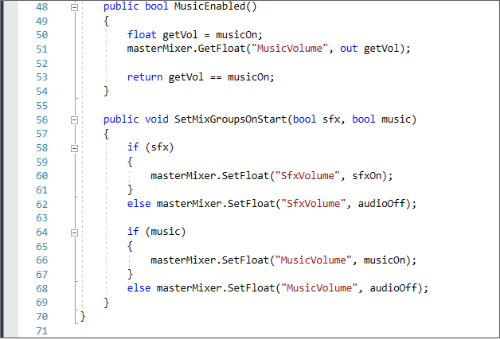 48 public bool MusicEnabled()
49 {
50 float getVol = musicOn;
51 masterMixer.GetFloat("MusicVolume", out getVol);
52
53 return getVol == musicOn;
54 }
55
56 public void SetMixGroupsOnStart(bool sfx, bool music)
57 {
58 if (sfx)
59 {
60 masterMixer.SetFloat("SfxVolume", sfxOn);
61 }
62 else masterMixer.SetFloat("SfxVolume", audioOff);
63
64 if (music)
65 {
66 masterMixer.SetFloat("MusicVolume", musicOn);
67 }
68 else masterMixer.SetFloat("MusicVolume", audioOff);
69 }
70 }
71